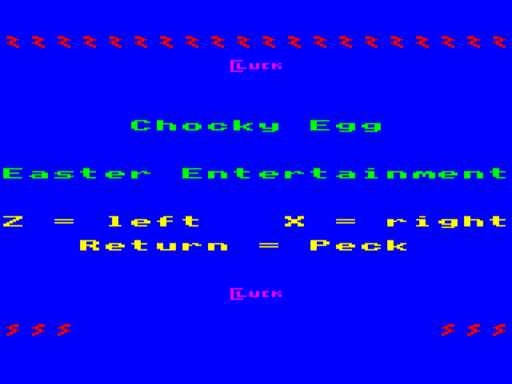 Cluck
Chocky Egg
Easter Entertainment
Z = left X = right
Return = Peck
Cluck